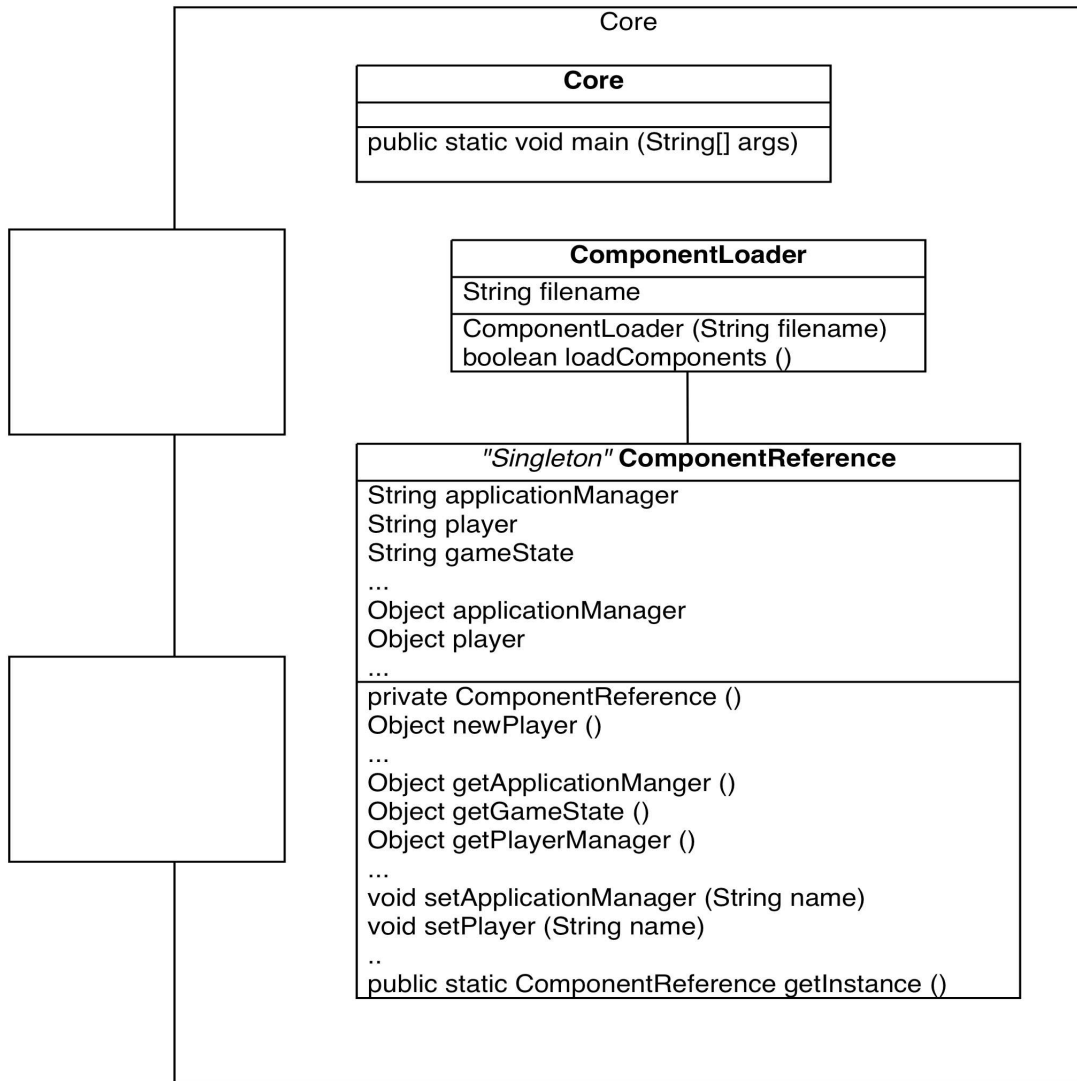 Core
Core
public static void main (String[] args)
ComponentLoader
String filename
ComponentLoader (String filename)
boolean loadComponents ()
"Singleton" ComponentReference
String applicationManager
String player
String gameState
...
Object applicationManager
Object player
...
private ComponentReference ()
Object newPlayer ()
...
Object getApplicationManger ()
Object getGameState ()
Object getPlayerManager ()
...
void setApplicationManager (String name)
void setPlayer (String name)
..
public static ComponentReference getInstance ()